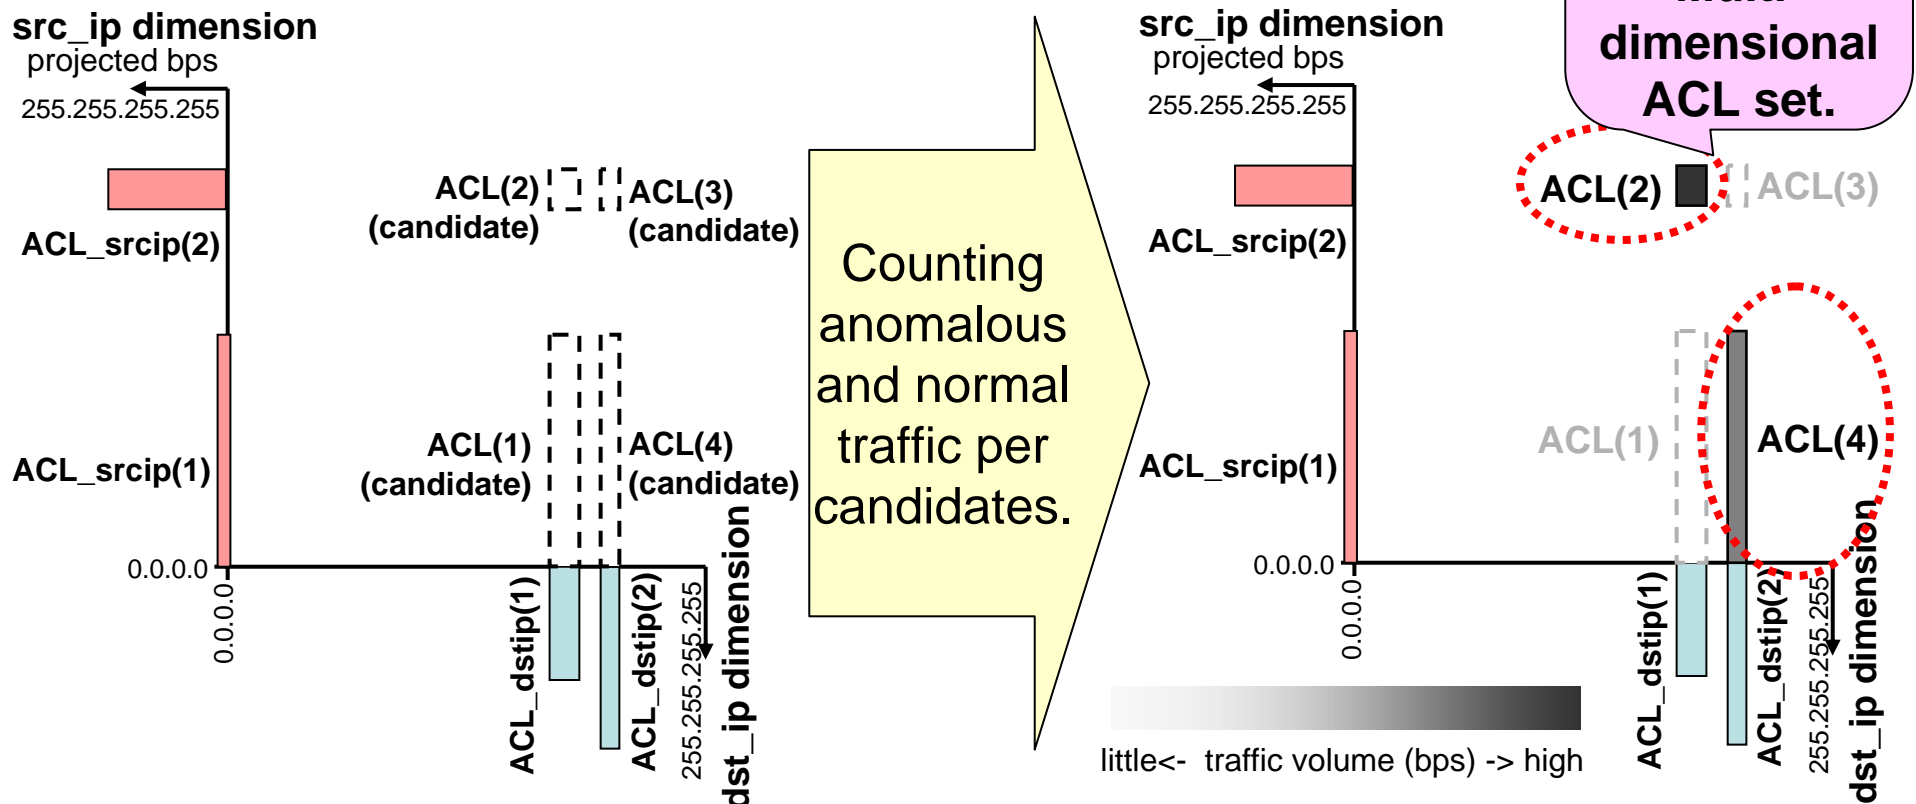 src_ip dimension
projected bps
255.255.255.255
ACL_srcip(2)
ACL_srcip(1)
0.0.0.0
0.0.0.0
ACL(2)
(candidate)
ACL(3)
(candidate)
ACL(1)
(candidate)
ACL(4)
(candidate)
ACL_dstip(1)
ACL_dstip(2)
255.255.255.255
dst_ip dimension
Counting
anomalous
and normal
traffic per
candidates.
src_ip dimension
projected bps
255.255.255.255
ACL_srcip(2)
ACL_srcip(1)
0.0.0.0
0.0.0.0
dimensional
ACL set.
ACL(2)
ACL(3)
ACL(1)
ACL(4)
ACL_dstip(1)
ACL_dstip(2)
255.255.255.255
dst_ip dimension
little<- traffic volume (bps) -> high